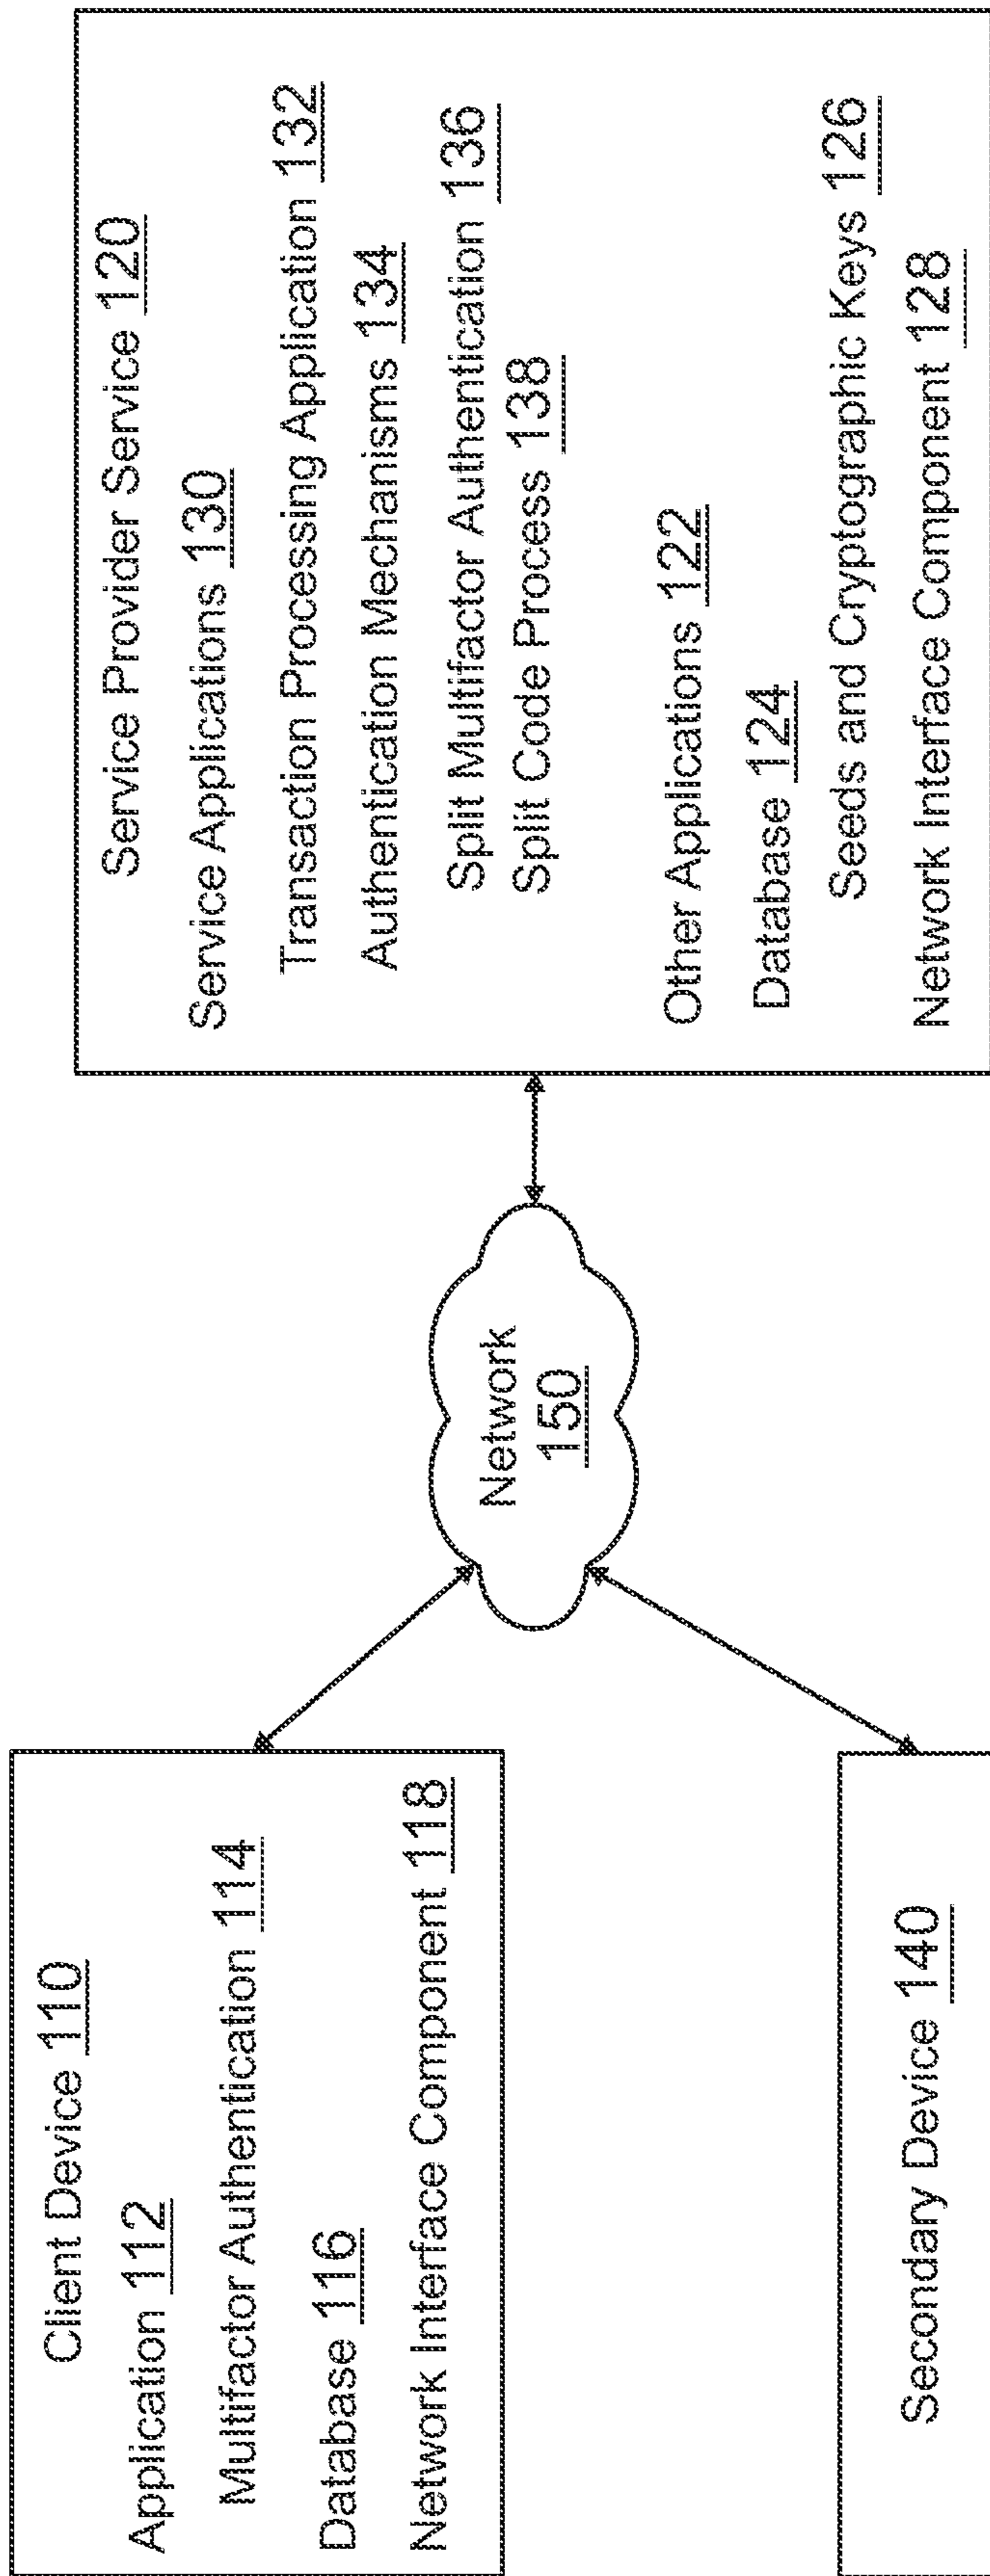 Client Device 110
Application 112
Multifactor Authentication 114
Database 116
Network Interface Component 118
Secondary Device 140
Network
150
Service Provider Service 120
Service Applications 130
Transaction Processing Application 132
Authentication Mechanisms 134
Split Multifactor Authentication 136
Split Code Process 138
Other Applications 122
Database 124
Seeds and Cryptographic Keys 126
Network Interface Component 128